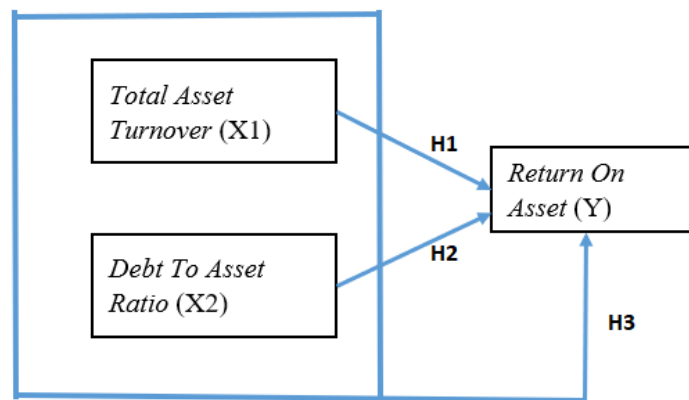 Total Asset
Turnover (X1)
H1
Return On
Asset (Y)
Debt To Asset
Ratio (X2)
H2
H3